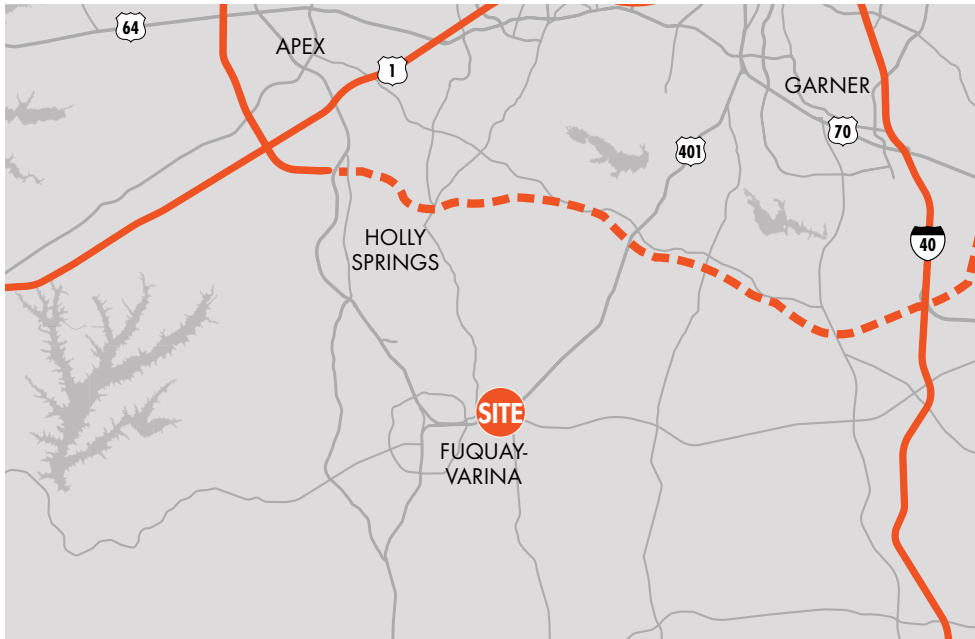 64
APEX
1
GARNER
70
401
HOLLY
SPRINGS
40
SITE
FUQUAY-
VARINA